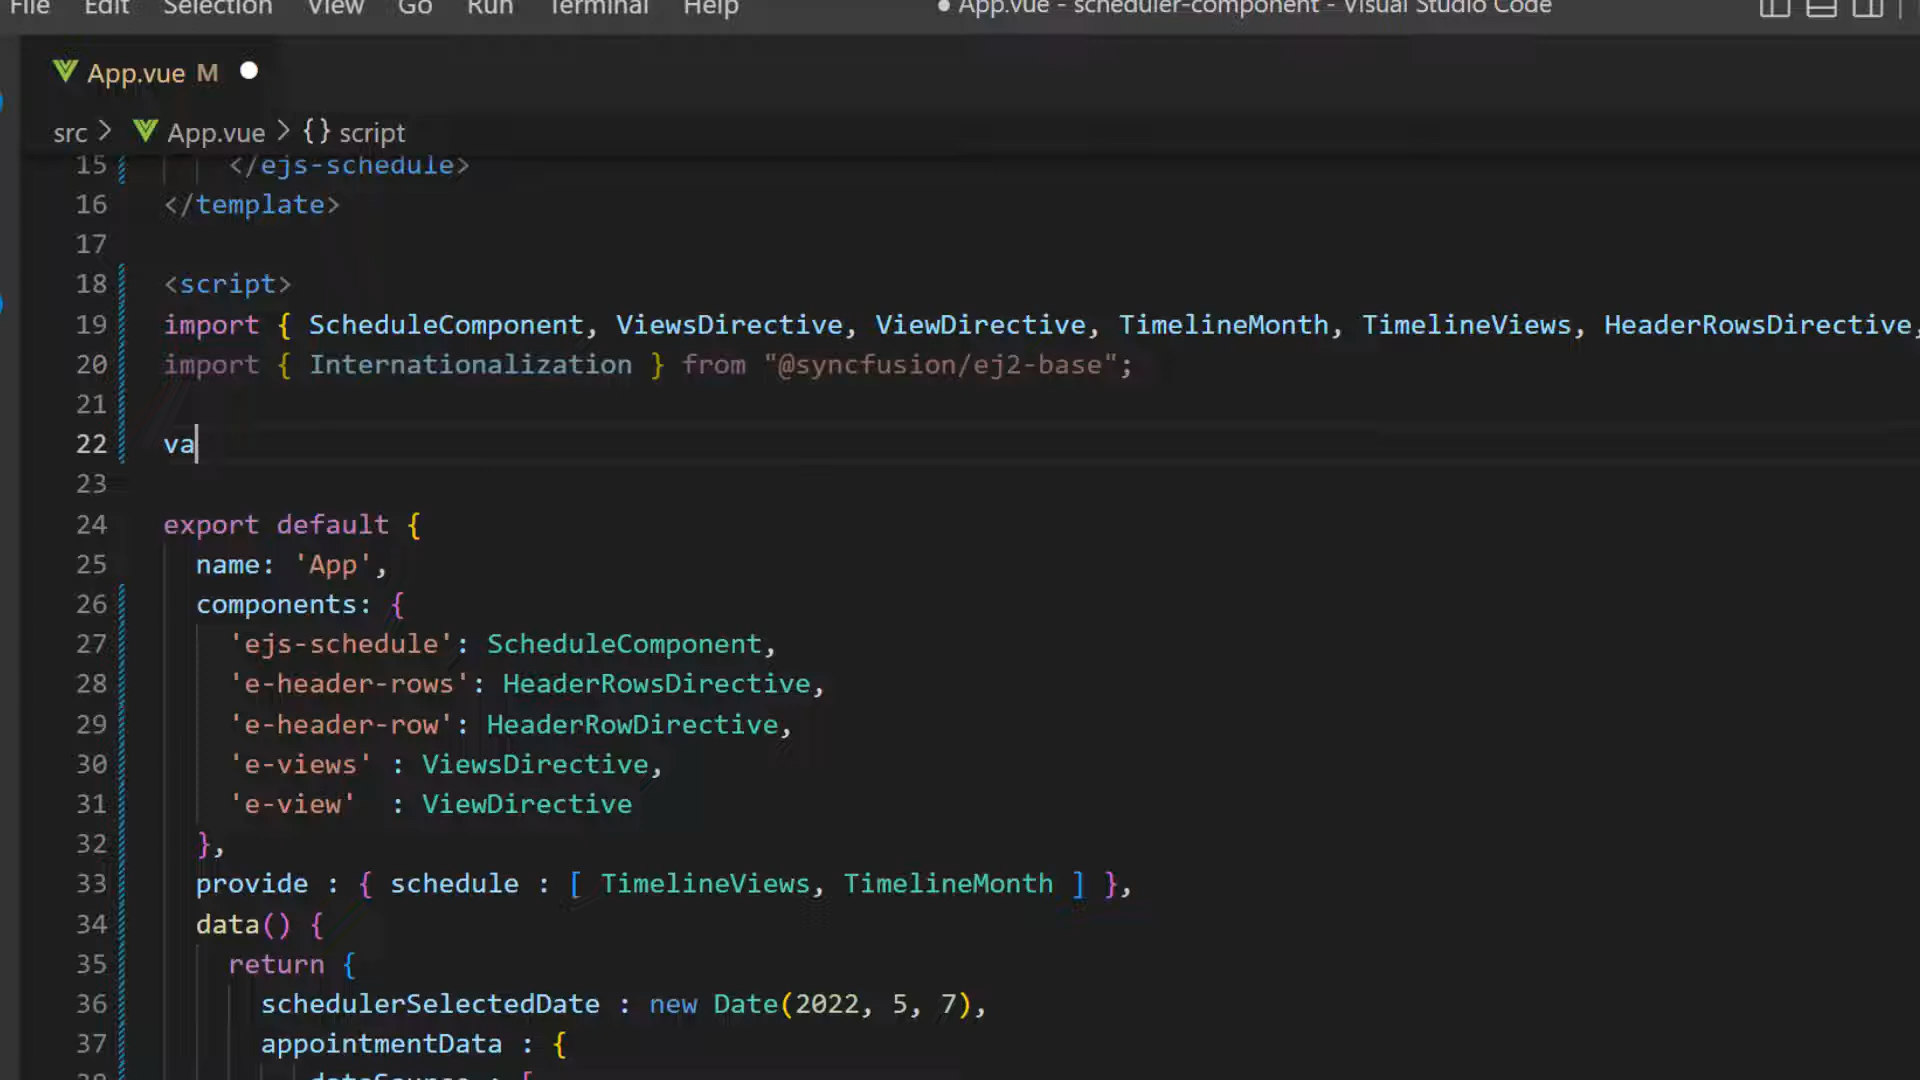 File Edit Selection View Go Run Terminal Help ● App.vue - scheduler-component - Visual Studio Code
App.vue M
src > App.vue > {} script
15 </ejs-schedule>
16 </template>
17
18 <script>
19 import { ScheduleComponent, ViewsDirective, ViewDirective, TimelineMonth, TimelineViews, HeaderRowsDirective,
20 import { Internationalization } from "@syncfusion/ej2-base";
21
22 va
23
24 export default {
25 name: 'App',
26 components: {
27 'ejs-schedule': ScheduleComponent,
28 'e-header-rows': HeaderRowsDirective,
29 'e-header-row': HeaderRowDirective,
30 'e-views' : ViewsDirective,
31 'e-view'  : ViewDirective
32 },
33 provide : { schedule : [ TimelineViews, TimelineMonth ] },
34 data() {
35 return {
36 schedulerSelectedDate : new Date(2022, 5, 7),
37 appointmentData : {
38 dataSource : [